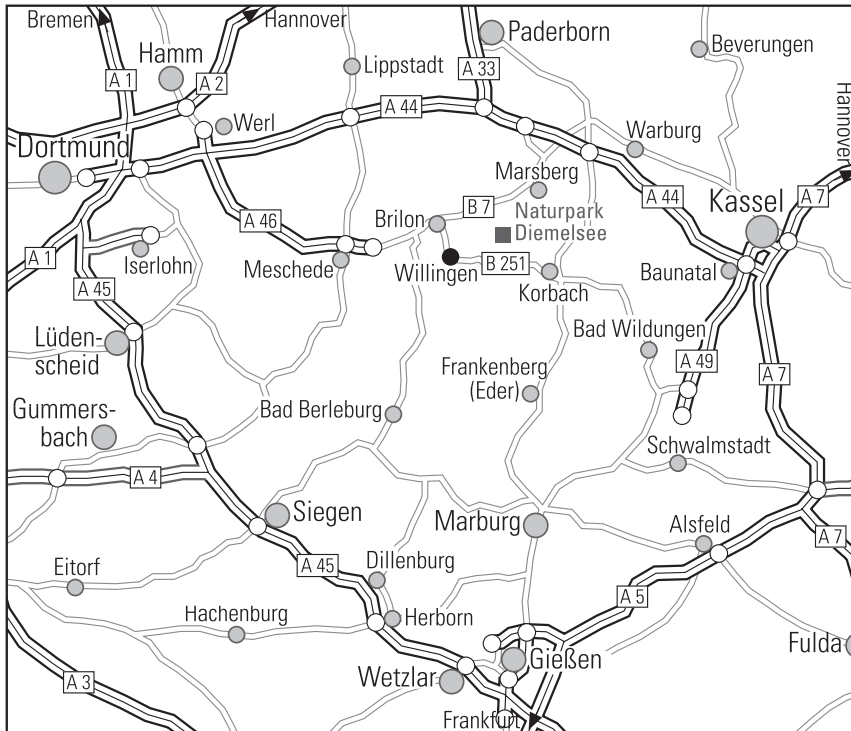 Bremen
Hannover
Paderborn
Hamm
Beverungen
Lippstadt
A 1
A 2
A 33
Hannover
A 44
Werl
Dortmund
Warburg
Marsberg
A 44
A 7
Kassel
B 7
Brilon
A 46
Naturpark
Diemelsee
A 1
Iserlohn
Meschede
Willingen
B 251
Korbach
Baunatal
A 45
Lüden-
scheid
Bad Wildungen
A 49
A 7
Frankenberg
(Eder)
Gummers-
bach
Bad Berleburg
Schwalmstadt
A 4
Siegen
Marburg
Alsfeld
A 7
Eitorf
A 45
Dillenburg
A 5
Hachenburg
Herborn
Fulda
Gießen
Wetzlar
A 3
Frankfurt